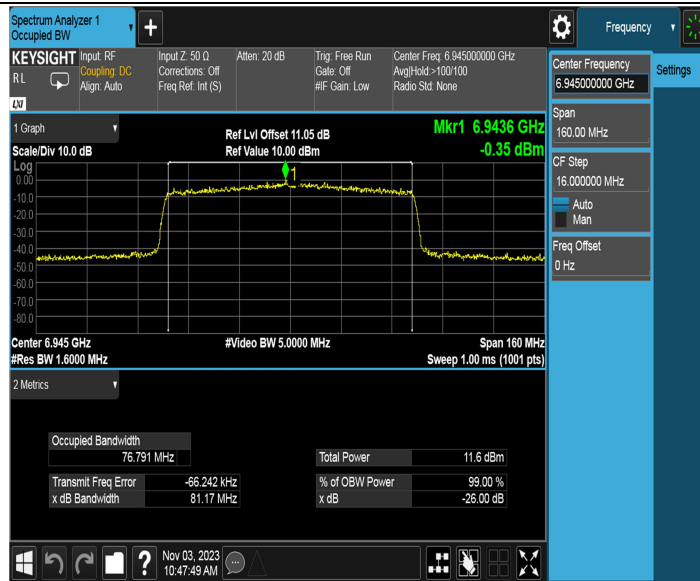 Spectrum Analyzer 1
Occupied BW
+
Frequency
KEYSIGHT
Input: RF
Coupling: DC
Align: Auto
Input Z: 50 Ω
Corrections: Off
Freq Ref: Int (S)
Atten: 20 dB
Trig: Free Run
Gate: Off
#IF Gain: Low
Center Freq: 6.945000000 GHz
Avg|Hold:>100/100
Radio Std: None
RL
LXI
Center Frequency
6.945000000 GHz
Settings
Span
160.00 MHz
CF Step
16.000000 MHz
Auto
Man
Freq Offset
0 Hz
1 Graph
Scale/Div 10.0 dB
Ref Lvl Offset 11.05 dB
Ref Value 10.00 dBm
Mkr1 6.9436 GHz
-0.35 dBm
Log
0.00
-10.0
-20.0
-30.0
-40.0
-50.0
-60.0
-70.0
-80.0
1
Center 6.945 GHz
#Res BW 1.6000 MHz
#Video BW 5.0000 MHz
Span 160 MHz
Sweep 1.00 ms (1001 pts)
2 Metrics
Occupied Bandwidth
76.791 MHz
Total Power 11.6 dBm
Transmit Freq Error -66.242 kHz
% of OBW Power 99.00 %
x dB Bandwidth 81.17 MHz
x dB -26.00 dB
?
Nov 03, 2023
10:47:49 AM